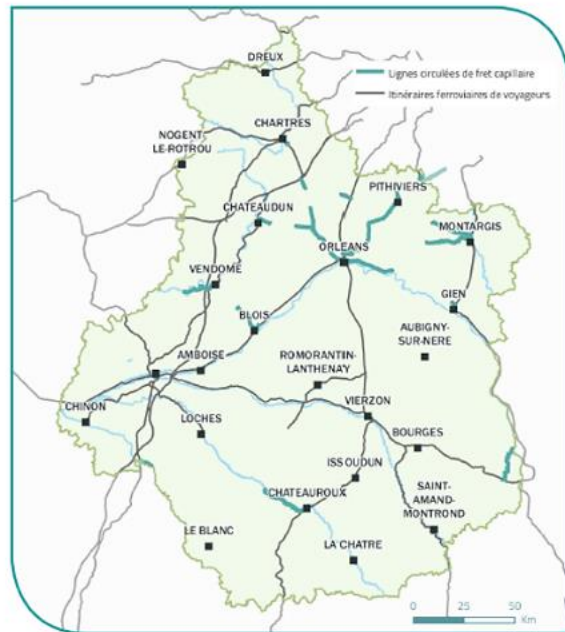 DREUX
Lignes circulées de fret capillaire
Itinéraires ferroviaires de voyageurs
CHARTRES
NOGENT-
LE-ROTROU
PITHIVIERS
CHATEAUDUN
MONTARGIS
ORLEANS
VENDOME
GIEN
BLOIS
AUBIGNY-
SUR-NERE
AMBOISE
ROMORANTIN-
LANTHENAY
CHINON
VIERZON
LOCHES
BOURGES
ISSOUDUN
SAINT-
AMAND-
MONTROND
CHATEAUROUX
LE BLANC
LA CHATRE
0 25 50
Km